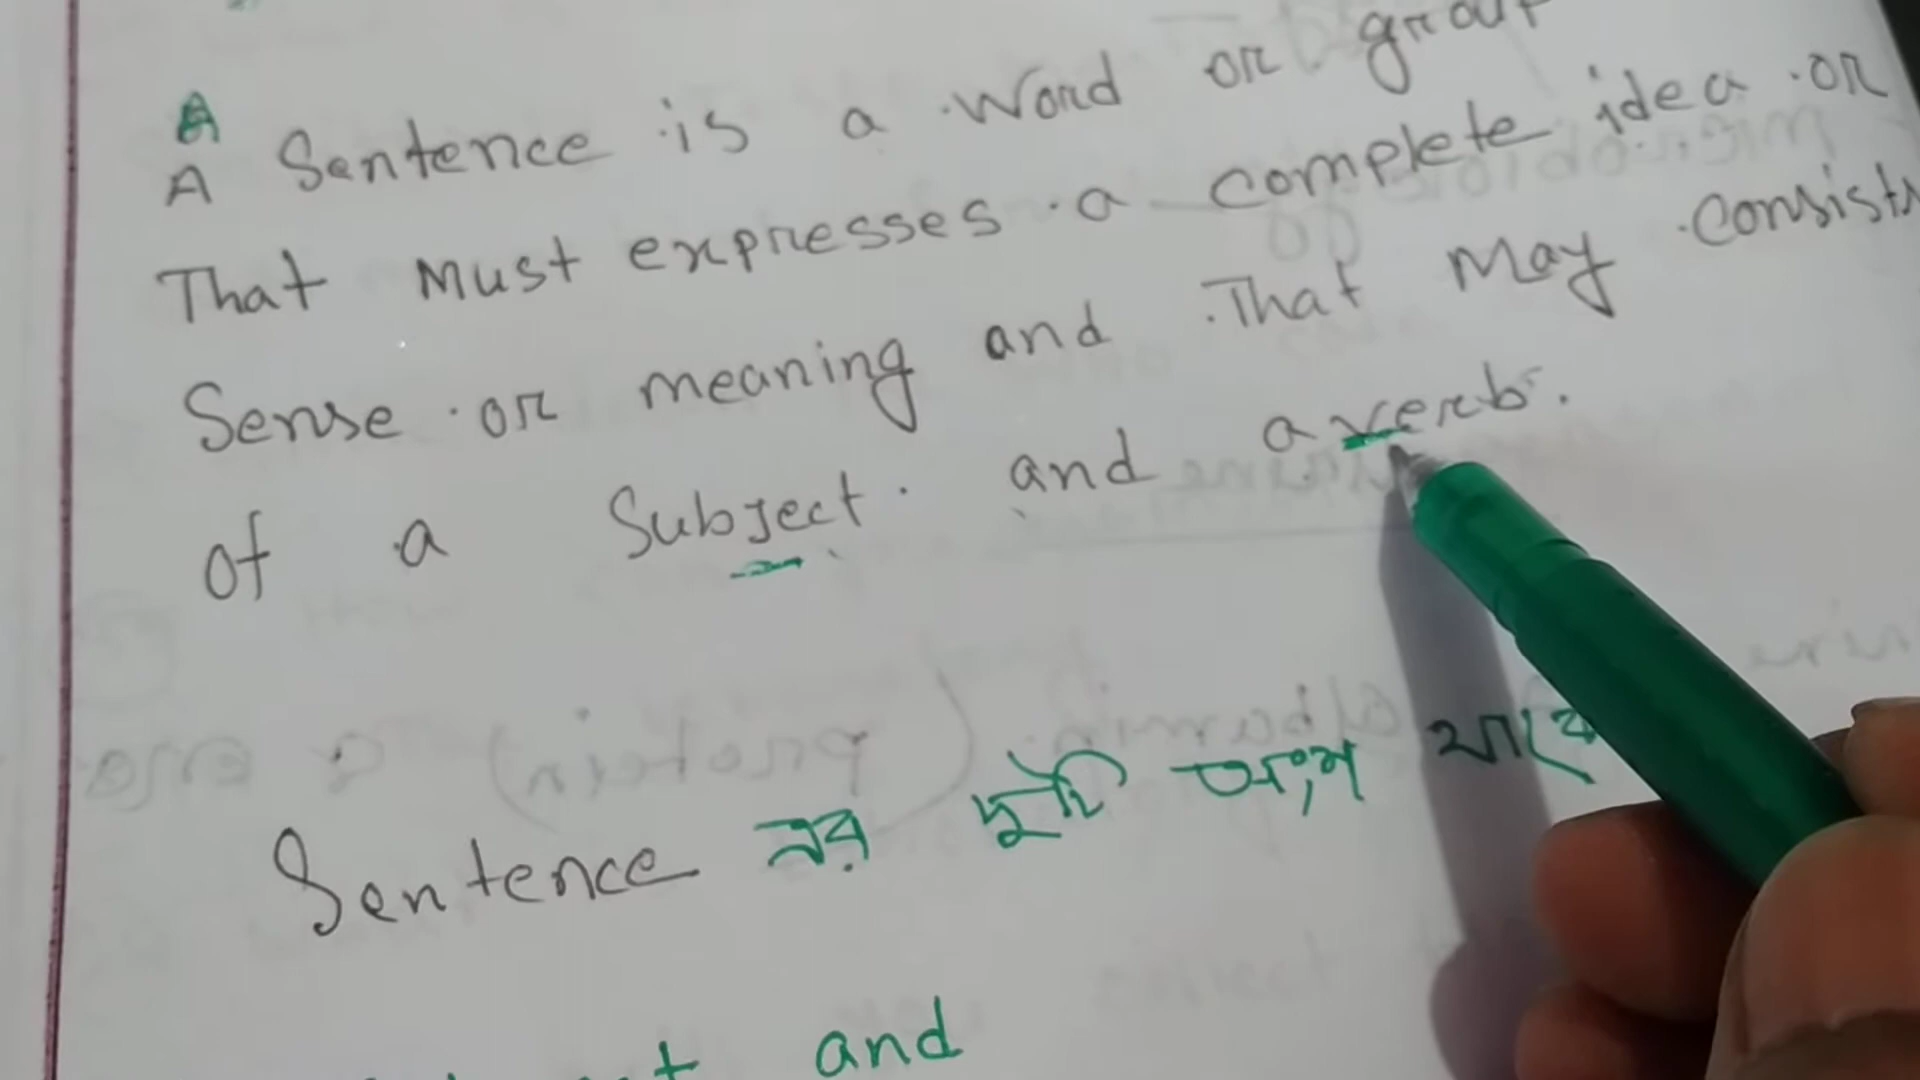 A
A Sentence is a Word or group
That Must expresses a complete idea or
Sense or meaning and That May consists
of a Subject and a verb.
Sentence এর দুটি অংশ থাকে
and